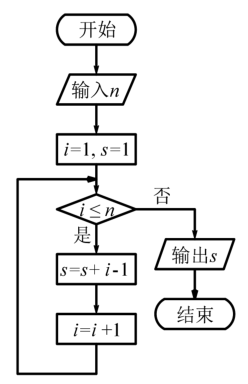 开始
输入n
i=1, s=1
i≤n
否
是
s=s+i-1
输出s
i=i+1
结束